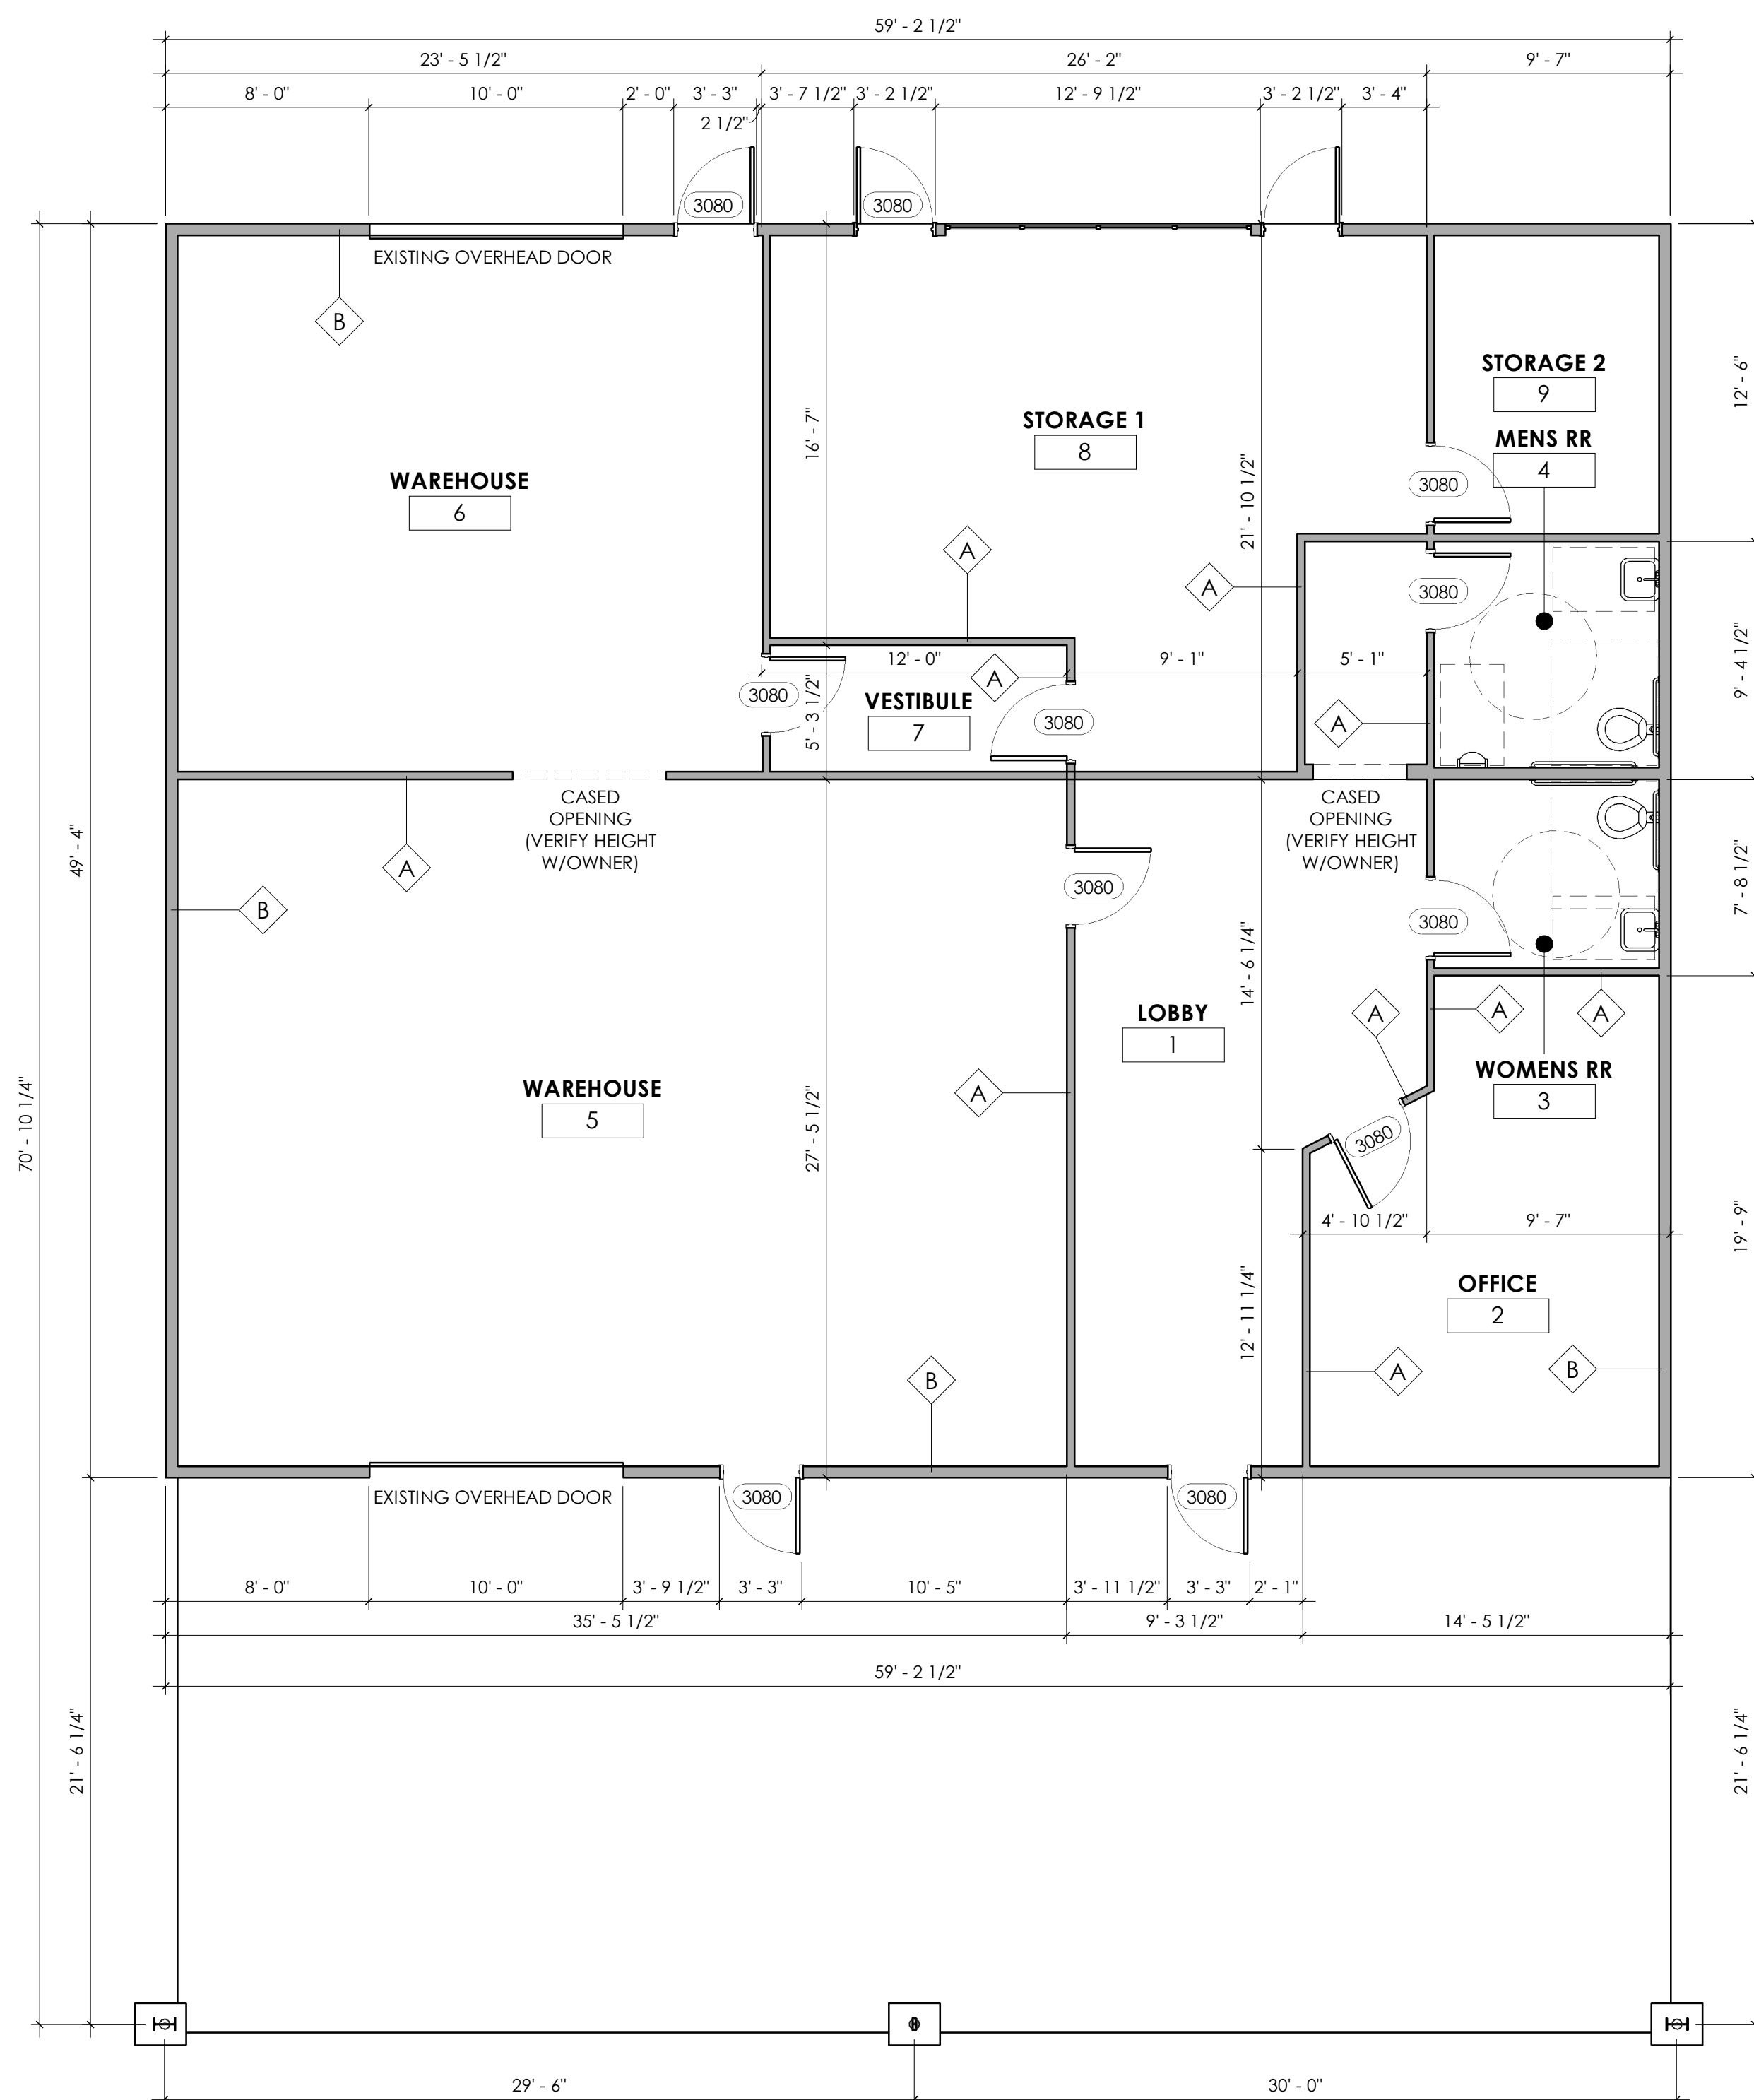 59' - 2 1/2"
23' - 5 1/2"
26' - 2"
9' - 7"
8' - 0"
10' - 0"
2' - 0"
3' - 3"
3' - 7 1/2"
3' - 2 1/2"
12' - 9 1/2"
3' - 2 1/2"
3' - 4"
2 1/2"
3080
3080
EXISTING OVERHEAD DOOR
B
STORAGE 2
9
12' - 6"
STORAGE 1
8
16' - 7"
MENS RR
4
WAREHOUSE
6
3080
21' - 10 1/2"
A
A
3080
12' - 0"
9' - 1"
5' - 1"
9' - 4 1/2"
A
3080
5' - 3 1/2"
VESTIBULE
7
3080
A
CASED
OPENING
(VERIFY HEIGHT
W/OWNER)
CASED
OPENING
(VERIFY HEIGHT
W/OWNER)
49' - 4"
A
3080
7' - 8 1/2"
B
3080
14' - 6 1/4"
LOBBY
1
A
A
A
WOMENS RR
3
WAREHOUSE
5
A
70' - 10 1/4"
27' - 5 1/2"
3080
4' - 10 1/2"
9' - 7"
19' - 9"
OFFICE
2
12' - 11 1/4"
B
A
B
EXISTING OVERHEAD DOOR
3080
3080
8' - 0"
10' - 0"
3' - 9 1/2"
3' - 3"
10' - 5"
3' - 11 1/2"
3' - 3"
2' - 1"
35' - 5 1/2"
9' - 3 1/2"
14' - 5 1/2"
59' - 2 1/2"
21' - 6 1/4"
21' - 6 1/4"
29' - 6"
30' - 0"